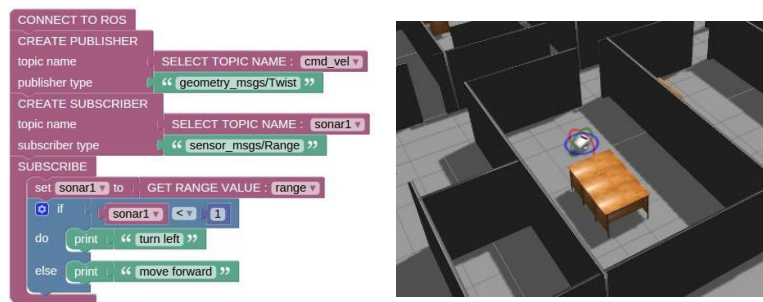 CONNECT TO ROS
CREATE PUBLISHER
topic name SELECT TOPIC NAME : cmd_vel
publisher type “ geometry_msgs/Twist ”
CREATE SUBSCRIBER
topic name SELECT TOPIC NAME : sonar1
subscriber type “ sensor_msgs/Range ”
SUBSCRIBE
set sonar1 to GET RANGE VALUE : range
if sonar1 < 1
do print “ turn left ”
else print “ move forward ”